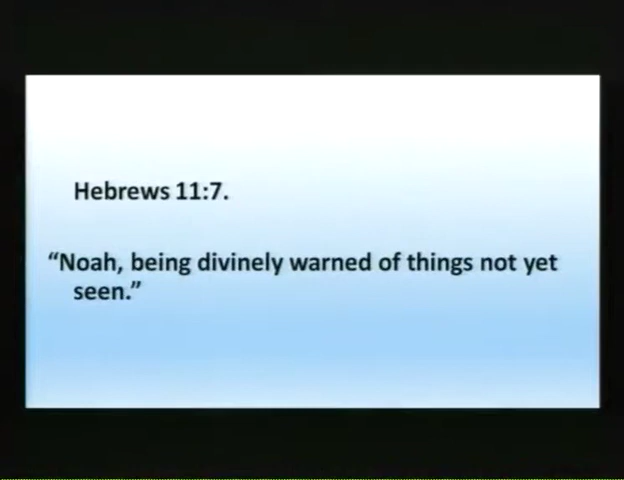 Hebrews 11:7.
“Noah, being divinely warned of things not yet
seen.”